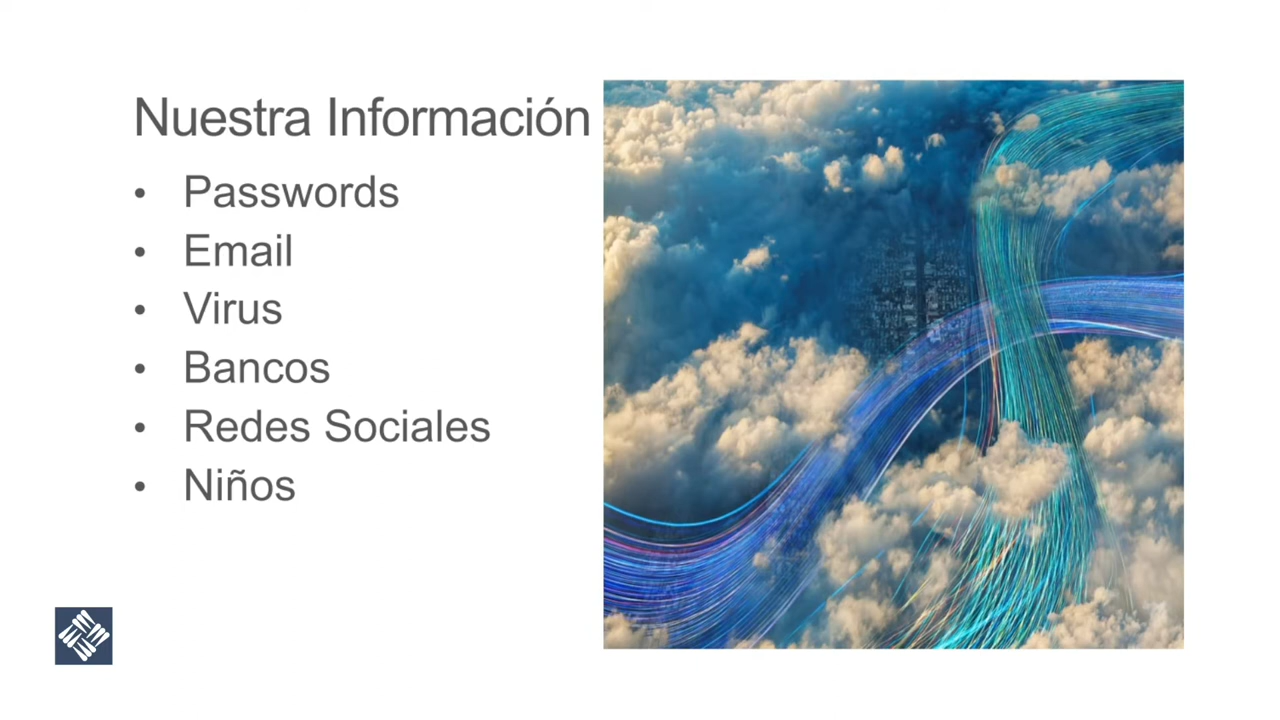 Nuestra Información
• Passwords
• Email
• Virus
• Bancos
• Redes Sociales
• Niños